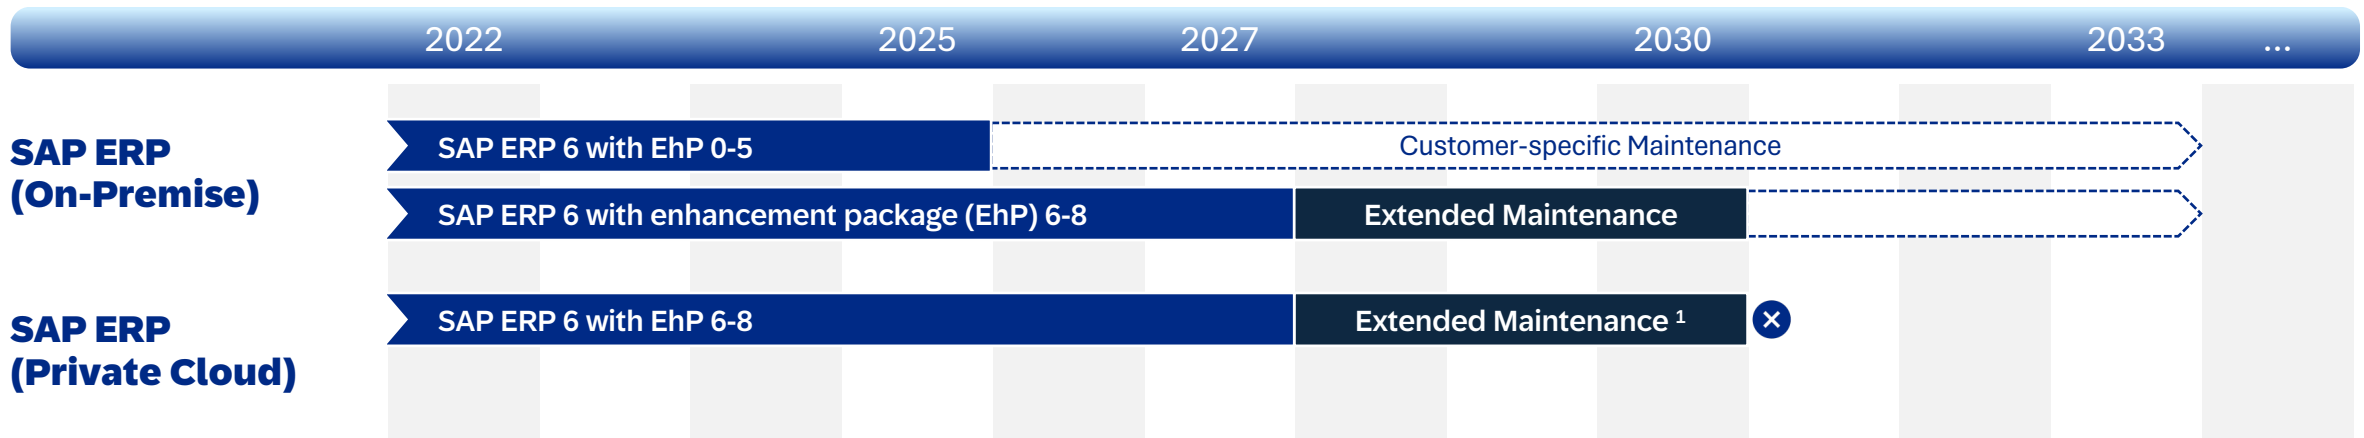 2022 2025 2027 2030 2033 ...
SAP ERP
(On-Premise)
SAP ERP 6 with EhP 0-5 Customer-specific Maintenance
SAP ERP 6 with enhancement package (EhP) 6-8 Extended Maintenance
SAP ERP
(Private Cloud)
SAP ERP 6 with EhP 6-8 Extended Maintenance ¹